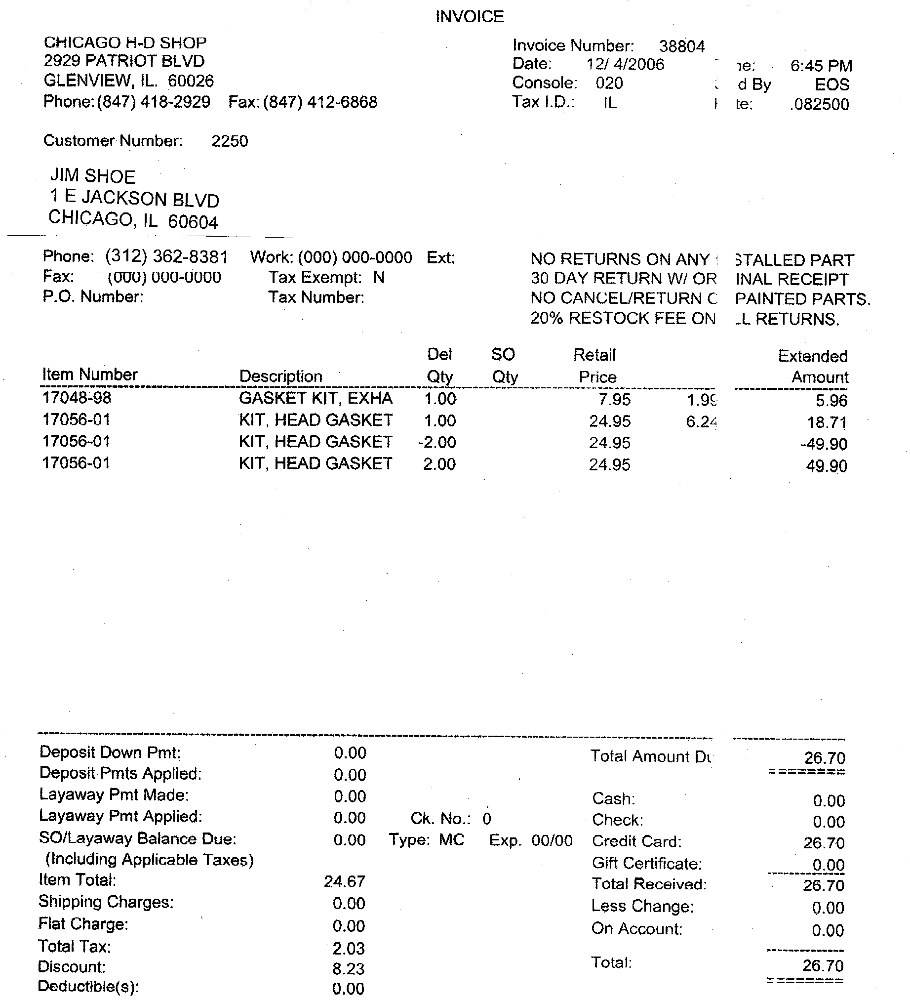 INVOICE
CHICAGO H-D SHOP
2929 PATRIOT BLVD
GLENVIEW, IL. 60026
Phone: (847) 418-2929 Fax: (847) 412-6868
Invoice Number: 38804
Date: 12/ 4/2006 6:45 PM
Console: 020 By EOS
Tax I.D.: IL .082500
Customer Number: 2250
JIM SHOE
1 E JACKSON BLVD
CHICAGO, IL 60604
Phone: (312) 362-8381 Work: (000) 000-0000 Ext:
Fax: (000) 000-0000 Tax Exempt: N
P.O. Number: Tax Number:
NO RETURNS ON ANY STALLED PART
30 DAY RETURN W/ OR INAL RECEIPT
NO CANCEL/RETURN PAINTED PARTS.
20% RESTOCK FEE ON RETURNS.
Del SO Retail Extended
Item Number Description Qty Qty Price Amount
17048-98 GASKET KIT, EXHA 1.00 7.95 1.99 5.96
17056-01 KIT, HEAD GASKET 1.00 24.95 6.24 18.71
17056-01 KIT, HEAD GASKET -2.00 24.95 -49.90
17056-01 KIT, HEAD GASKET 2.00 24.95 49.90
Deposit Down Pmt: 0.00 Total Amount 26.70
Deposit Pmts Applied: 0.00
Layaway Pmt Made: 0.00 Cash: 0.00
Layaway Pmt Applied: 0.00 Ck. No.: 0 Check: 0.00
SO/Layaway Balance Due: 0.00 Type: MC Exp. 00/00 Credit Card: 26.70
(Including Applicable Taxes) Gift Certificate: 0.00
Item Total: 24.67 Total Received: 26.70
Shipping Charges: 0.00 Less Change: 0.00
Flat Charge: 0.00 On Account: 0.00
Total Tax: 2.03
Discount: 8.23 Total: 26.70
Deductible(s): 0.00